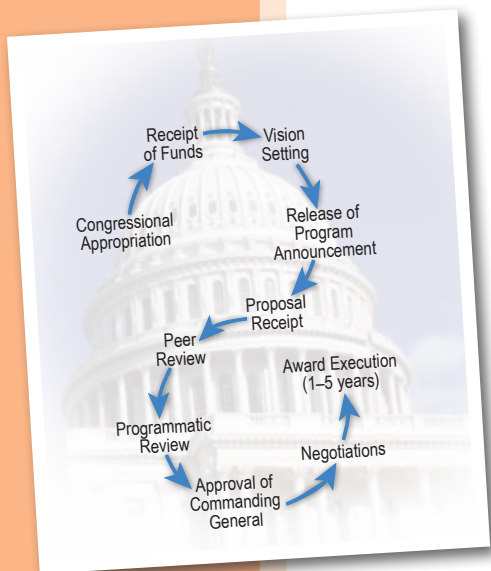 Receipt
of Funds
Vision
Setting
Congressional
Appropriation
Release of
Program
Announcement
Proposal
Receipt
Peer
Review
Award Execution
(1–5 years)
Programmatic
Review
Negotiations
Approval of
Commanding
General